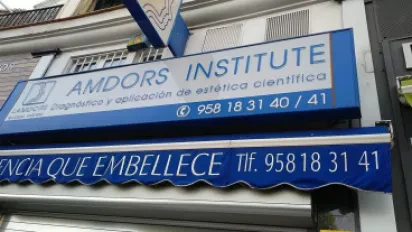 AMDORS INSTITUTE
AMDORS Diagnóstico y aplicación de estética científica
958 18 31 40 / 41
ENCIA QUE EMBELLECE Tlf. 958 18 31 41